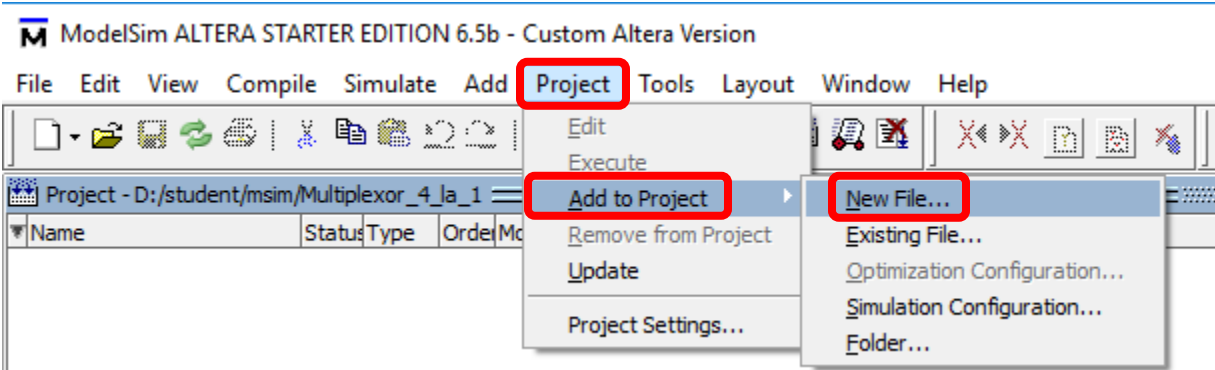 ModelSim ALTERA STARTER EDITION 6.5b - Custom Altera Version
File Edit View Compile Simulate Add Project Tools Layout Window Help
Edit
Execute
Project - D:/student/msim/Multiplexor_4_la_1
Add to Project
New File...
Name Status Type Order Mo
Remove from Project
Existing File...
Update
Optimization Configuration...
Simulation Configuration...
Project Settings...
Folder...